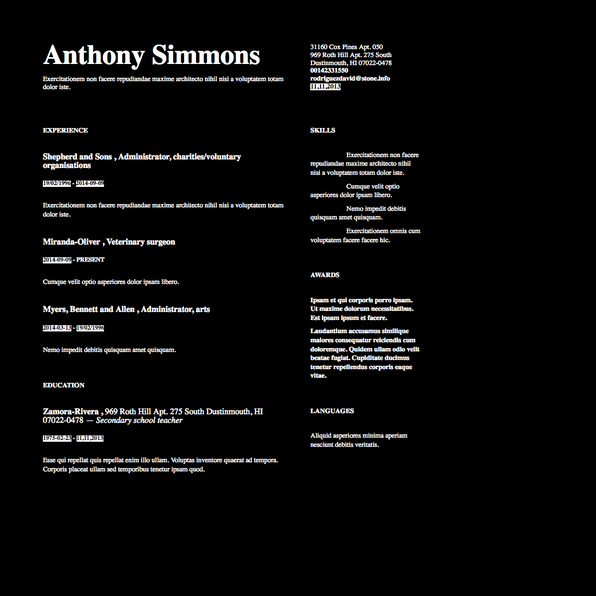 Anthony Simmons
Exercitationem non facere repudiandae maxime architecto nihil nisi a voluptatem totam
dolor iste.
31160 Cox Pines Apt. 050
969 Roth Hill Apt. 275 South
Dustinmouth, HI 07022-0478
00142331550
rodriguezdavid@stone.info
11.11.2013
EXPERIENCE
Shepherd and Sons , Administrator, charities/voluntary
organisations
19/02/1996 - 2014-09-09
Exercitationem non facere repudiandae maxime architecto nihil nisi a voluptatem totam
dolor iste.
Miranda-Oliver , Veterinary surgeon
2014-09-09 - PRESENT
Cumque velit optio asperiores dolor ipsam libero.
Myers, Bennett and Allen , Administrator, arts
2014-03-13 - 19/02/1996
Nemo impedit debitis quisquam amet quisquam.
EDUCATION
Zamora-Rivera , 969 Roth Hill Apt. 275 South Dustinmouth, HI
07022-0478 — Secondary school teacher
1975-02-23 - 11.11.2013
Esse qui repellat quis repellat enim illo ullam. Voluptas inventore quaerat ad tempora.
Corporis placeat ullam sed temporibus tenetur ipsam quod.
SKILLS
Exercitationem non facere
repudiandae maxime architecto nihil
nisi a voluptatem totam dolor iste.
Cumque velit optio
asperiores dolor ipsam libero.
Nemo impedit debitis
quisquam amet quisquam.
Exercitationem omnis cum
voluptatem facere facere hic.
AWARDS
Ipsam et qui corporis porro ipsam.
Ut maxime dolorum necessitatibus.
Est ipsam ipsum et facere.
Laudantium accusamus similique
maiores consequatur reiciendis cum
doloremque. Quidem ullam odio velit
beatae fugiat. Cupiditate ducimus
tenetur repellendus corporis eaque
vitae.
LANGUAGES
Aliquid asperiores minima aperiam
nesciunt debitis veritatis.